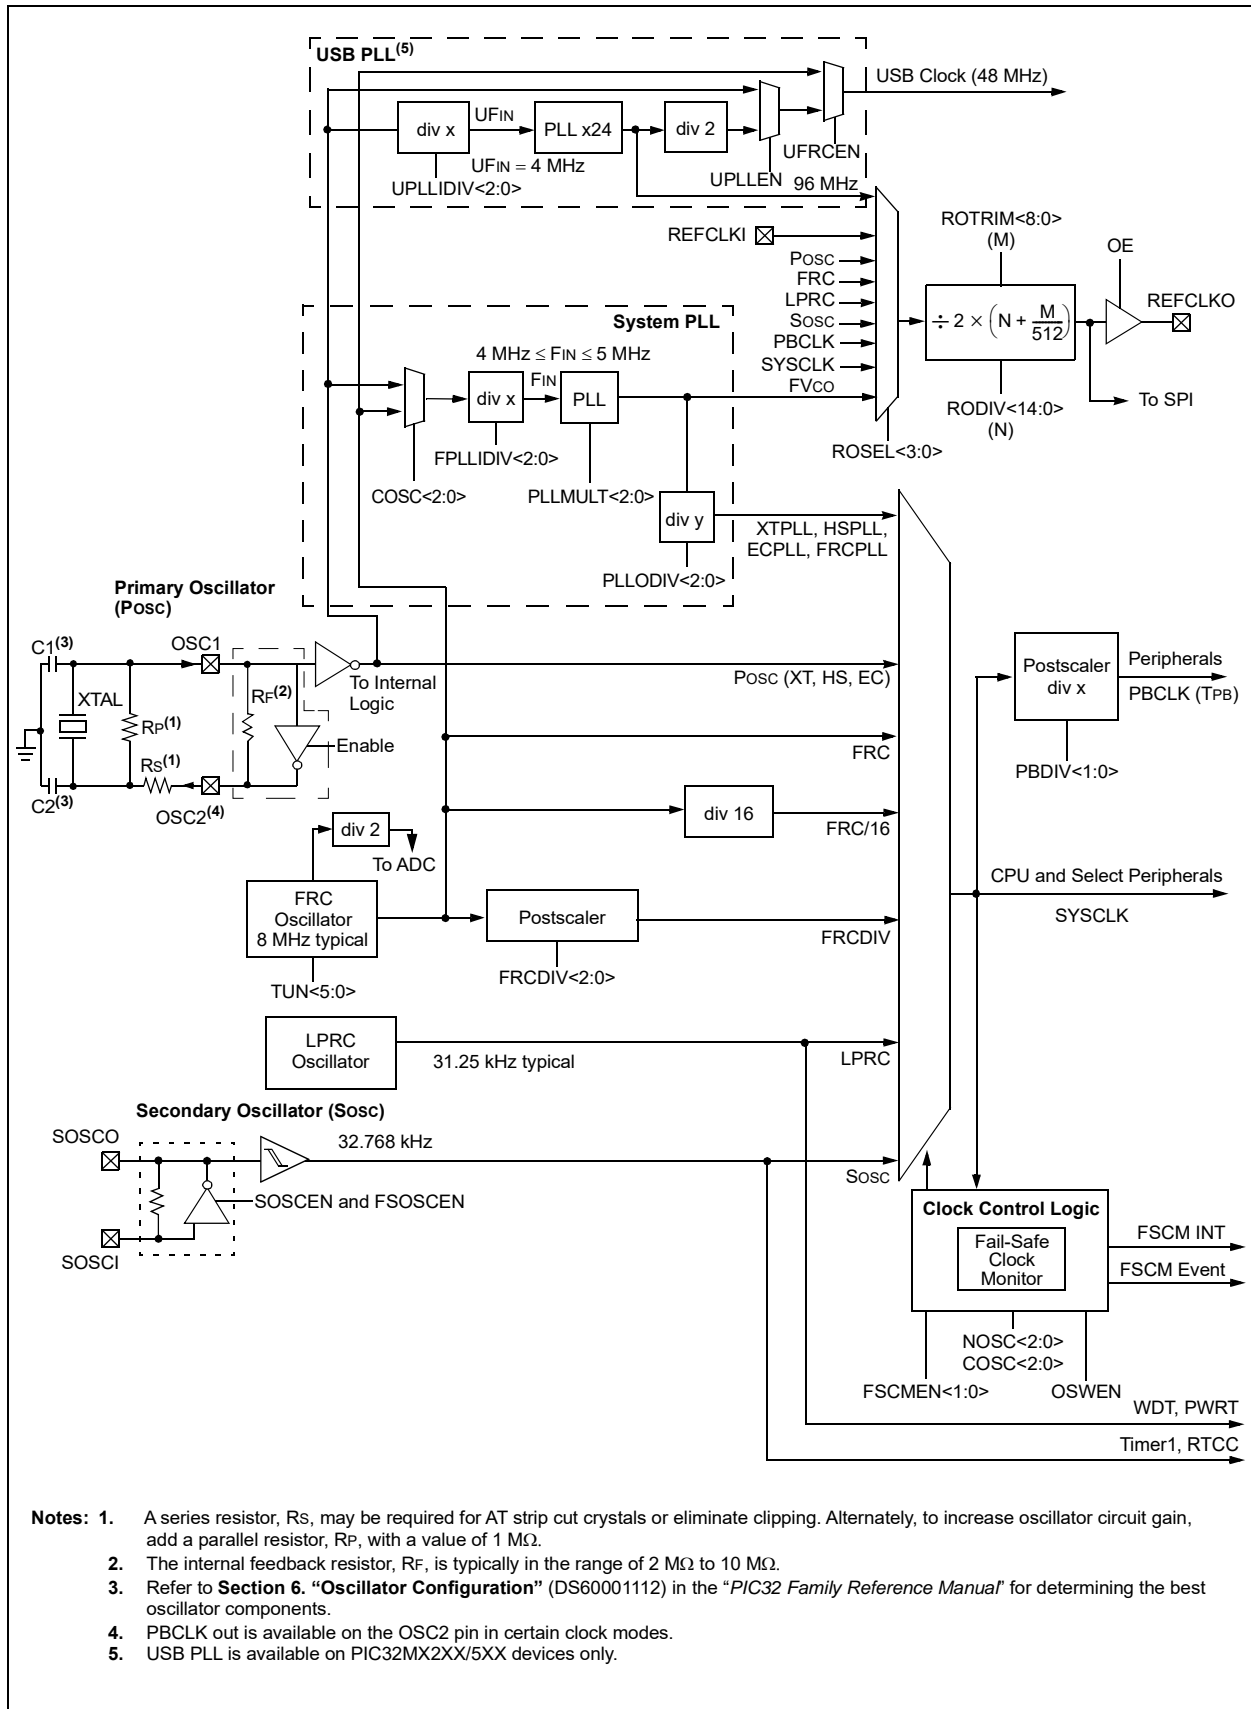 USB PLL(5)
USB Clock (48 MHz)
div x
UFIN
PLL x24
div 2
UFIN = 4 MHz
UFRCEN
UPLLIDIV<2:0>
UPLLEN
96 MHz
REFCLKI
POSC
FRC
LPRC
SOSC
PBCLK
SYSCLK
FVCO
ROTRIM<8:0>
(M)
OE
REFCLKO
÷ 2 × (N + M/512)
To SPI
RODIV<14:0>
(N)
ROSEL<3:0>
System PLL
4 MHz ≤ FIN ≤ 5 MHz
div x
FIN
PLL
FPLLIDIV<2:0>
COSC<2:0>
PLLMULT<2:0>
div y
XTPLL, HSPLL,
ECPLL, FRCPLL
PLLODIV<2:0>
Primary Oscillator
(POSC)
C1(3)
OSC1
XTAL
RP(1)
RF(2)
To Internal
Logic
Enable
RS(1)
C2(3)
OSC2(4)
POSC (XT, HS, EC)
Postscaler
div x
Peripherals
PBCLK (TPB)
PBDIV<1:0>
FRC
div 2
To ADC
div 16
FRC/16
FRC
Oscillator
8 MHz typical
TUN<5:0>
Postscaler
FRCDIV
FRCDIV<2:0>
CPU and Select Peripherals
SYSCLK
LPRC
Oscillator
31.25 kHz typical
LPRC
Secondary Oscillator (SOSC)
SOSCO
32.768 kHz
SOSC
SOSCEN and FSOSCEN
SOSCI
Clock Control Logic
Fail-Safe
Clock
Monitor
FSCM INT
FSCM Event
NOSC<2:0>
COSC<2:0>
FSCMEN<1:0>
OSWEN
WDT, PWRT
Timer1, RTCC
Notes: 1. A series resistor, RS, may be required for AT strip cut crystals or eliminate clipping. Alternately, to increase oscillator circuit gain,
add a parallel resistor, RP, with a value of 1 MΩ.
2. The internal feedback resistor, RF, is typically in the range of 2 MΩ to 10 MΩ.
3. Refer to Section 6. “Oscillator Configuration” (DS60001112) in the “PIC32 Family Reference Manual” for determining the best
oscillator components.
4. PBCLK out is available on the OSC2 pin in certain clock modes.
5. USB PLL is available on PIC32MX2XX/5XX devices only.